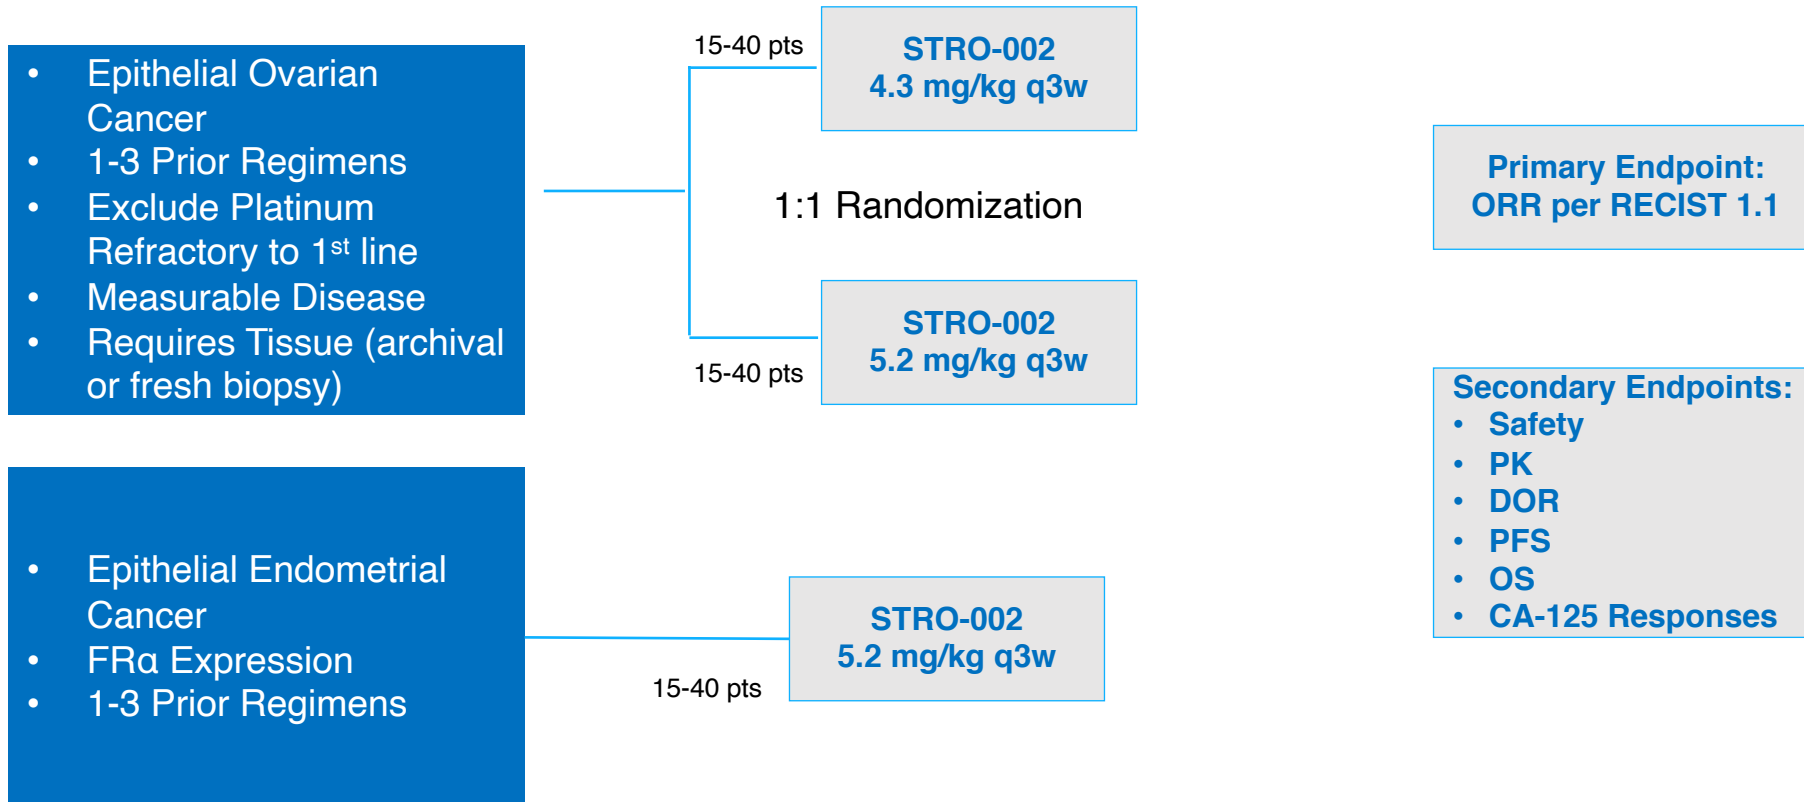 • Epithelial Ovarian
Cancer
• 1-3 Prior Regimens
• Exclude Platinum
Refractory to 1st line
• Measurable Disease
• Requires Tissue (archival
or fresh biopsy)
15-40 pts
STRO-002
4.3 mg/kg q3w
1:1 Randomization
STRO-002
5.2 mg/kg q3w
15-40 pts
• Epithelial Endometrial
Cancer
• FRα Expression
• 1-3 Prior Regimens
STRO-002
5.2 mg/kg q3w
15-40 pts
Primary Endpoint:
ORR per RECIST 1.1
Secondary Endpoints:
• Safety
• PK
• DOR
• PFS
• OS
• CA-125 Responses